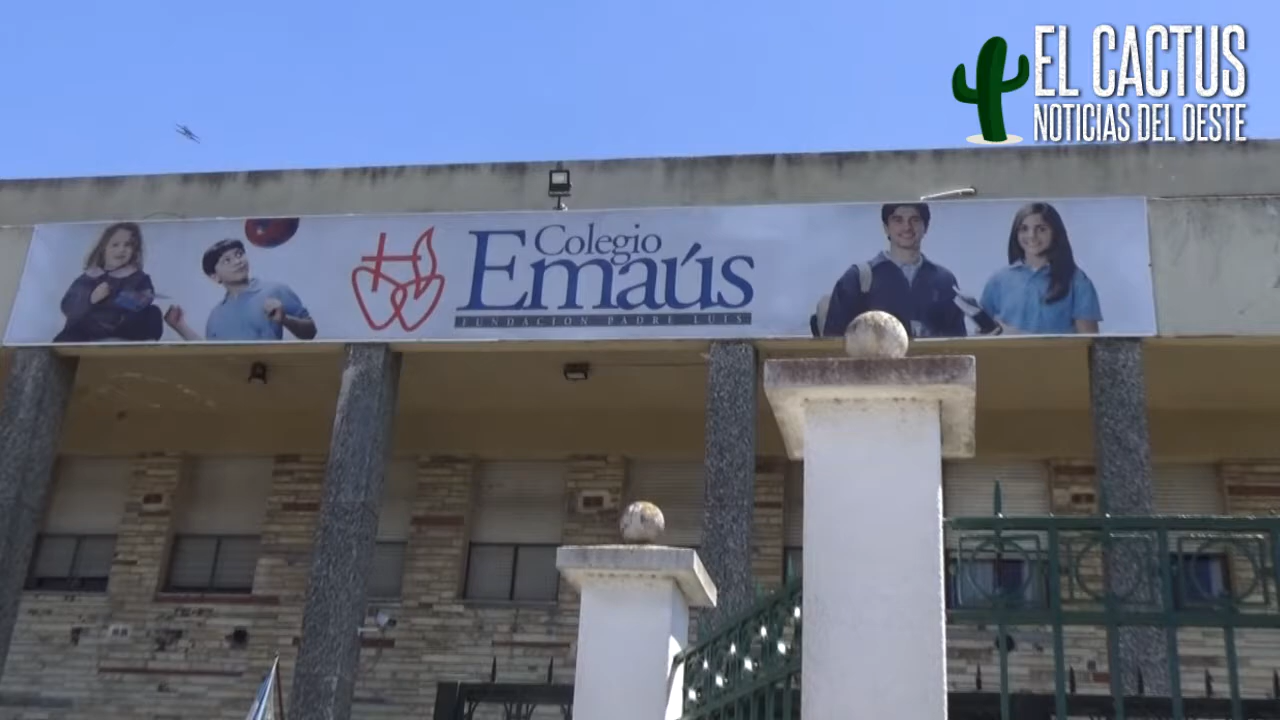 EL CACTUS
NOTICIAS DEL OESTE
Colegio
Emaús
FUNDACION PADRE LUIS